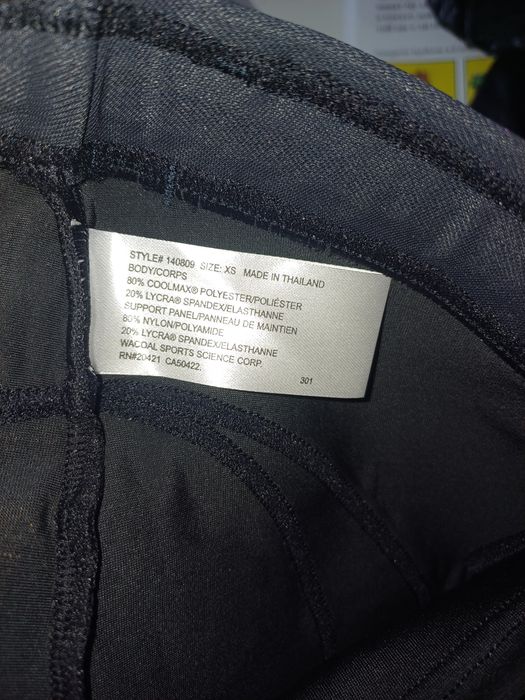 STYLE# 140809 SIZE: XS MADE IN THAILAND
BODY/CORPS
80% COOLMAX® POLYESTER/POLIÉSTER
20% LYCRA® SPANDEX/ELASTHANNE
SUPPORT PANEL/PANNEAU DE MAINTIEN
80% NYLON/POLYAMIDE
20% LYCRA® SPANDEX/ELASTHANNE
WACOAL SPORTS SCIENCE CORP.
RN#20421 CA50422.
301